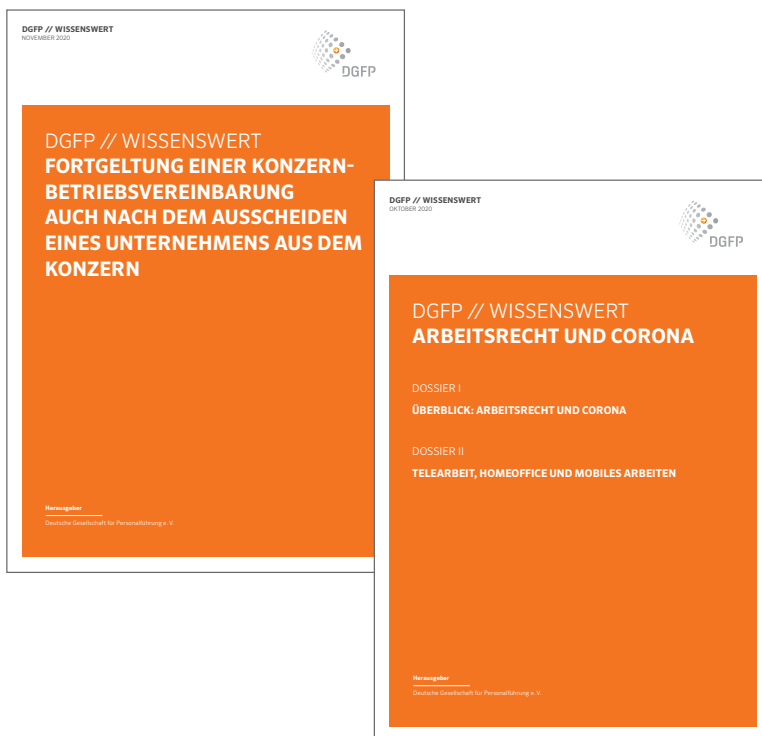 DGFP // WISSENSWERT
NOVEMBER 2020
DGFP
DGFP // WISSENSWERT
FORTGELTUNG EINER KONZERN-
BETRIEBSVEREINBARUNG
AUCH NACH DEM AUSSCHEIDEN
EINES UNTERNEHMENS AUS DEM
KONZERN
Herausgeber
Deutsche Gesellschaft für Personalführung e. V.
DGFP // WISSENSWERT
OKTOBER 2020
DGFP
DGFP // WISSENSWERT
ARBEITSRECHT UND CORONA
DOSSIER I
ÜBERBLICK: ARBEITSRECHT UND CORONA
DOSSIER II
TELEARBEIT, HOMEOFFICE UND MOBILES ARBEITEN
Herausgeber
Deutsche Gesellschaft für Personalführung e. V.